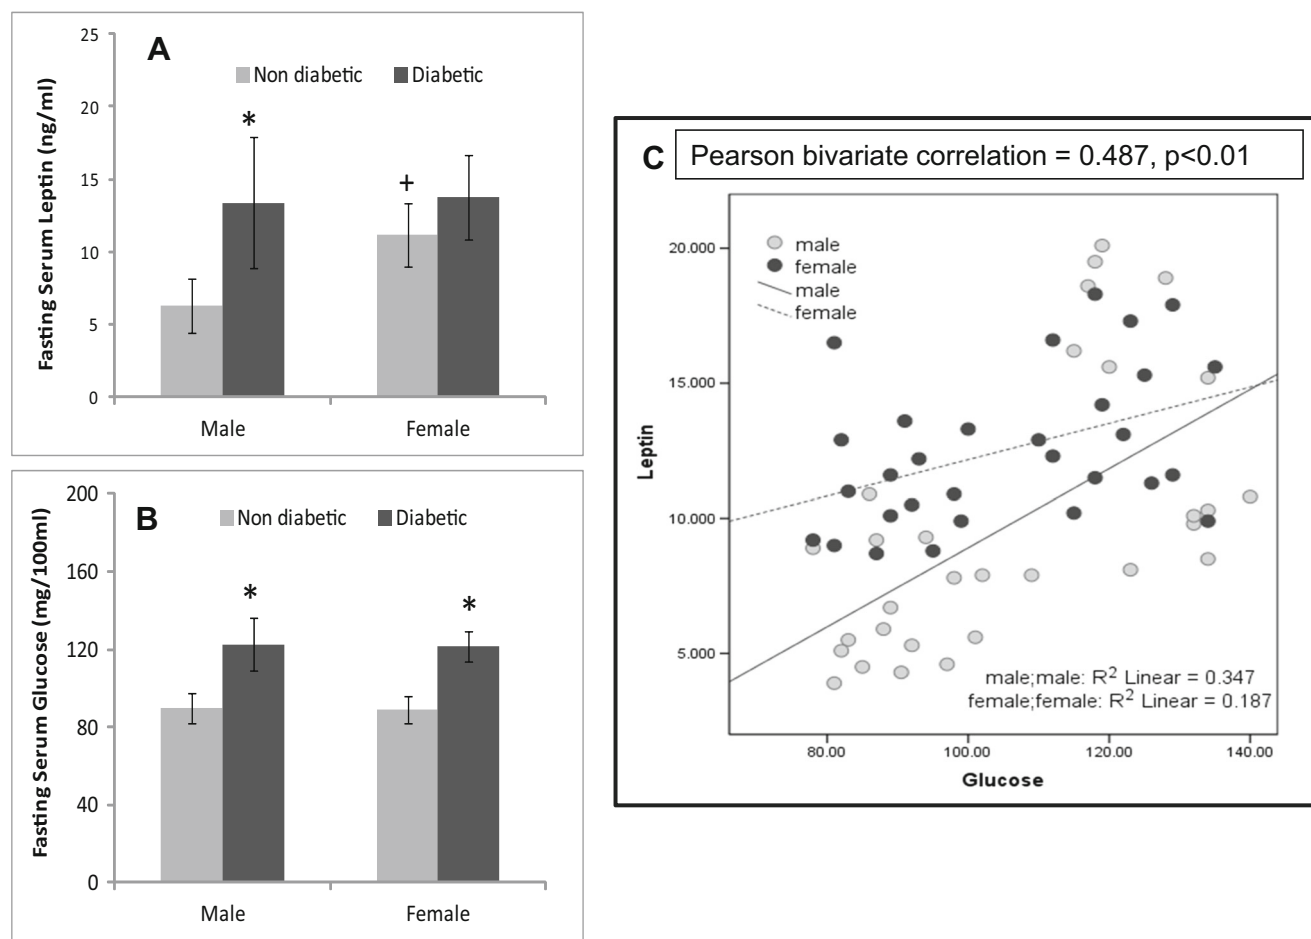 A
Non diabetic
Diabetic
Fasting Serum Leptin (ng/ml)
25
20
15
10
5
0
*
+
Male
Female
B
Non diabetic
Diabetic
Fasting Serum Glucose (mg/100ml)
200
160
120
80
40
0
*
*
Male
Female
C
Pearson bivariate correlation = 0.487, p<0.01
male
female
male
female
Leptin
20.000
15.000
10.000
5.000
male;male: R² Linear = 0.347
female;female: R² Linear = 0.187
80.00
100.00
120.00
140.00
Glucose